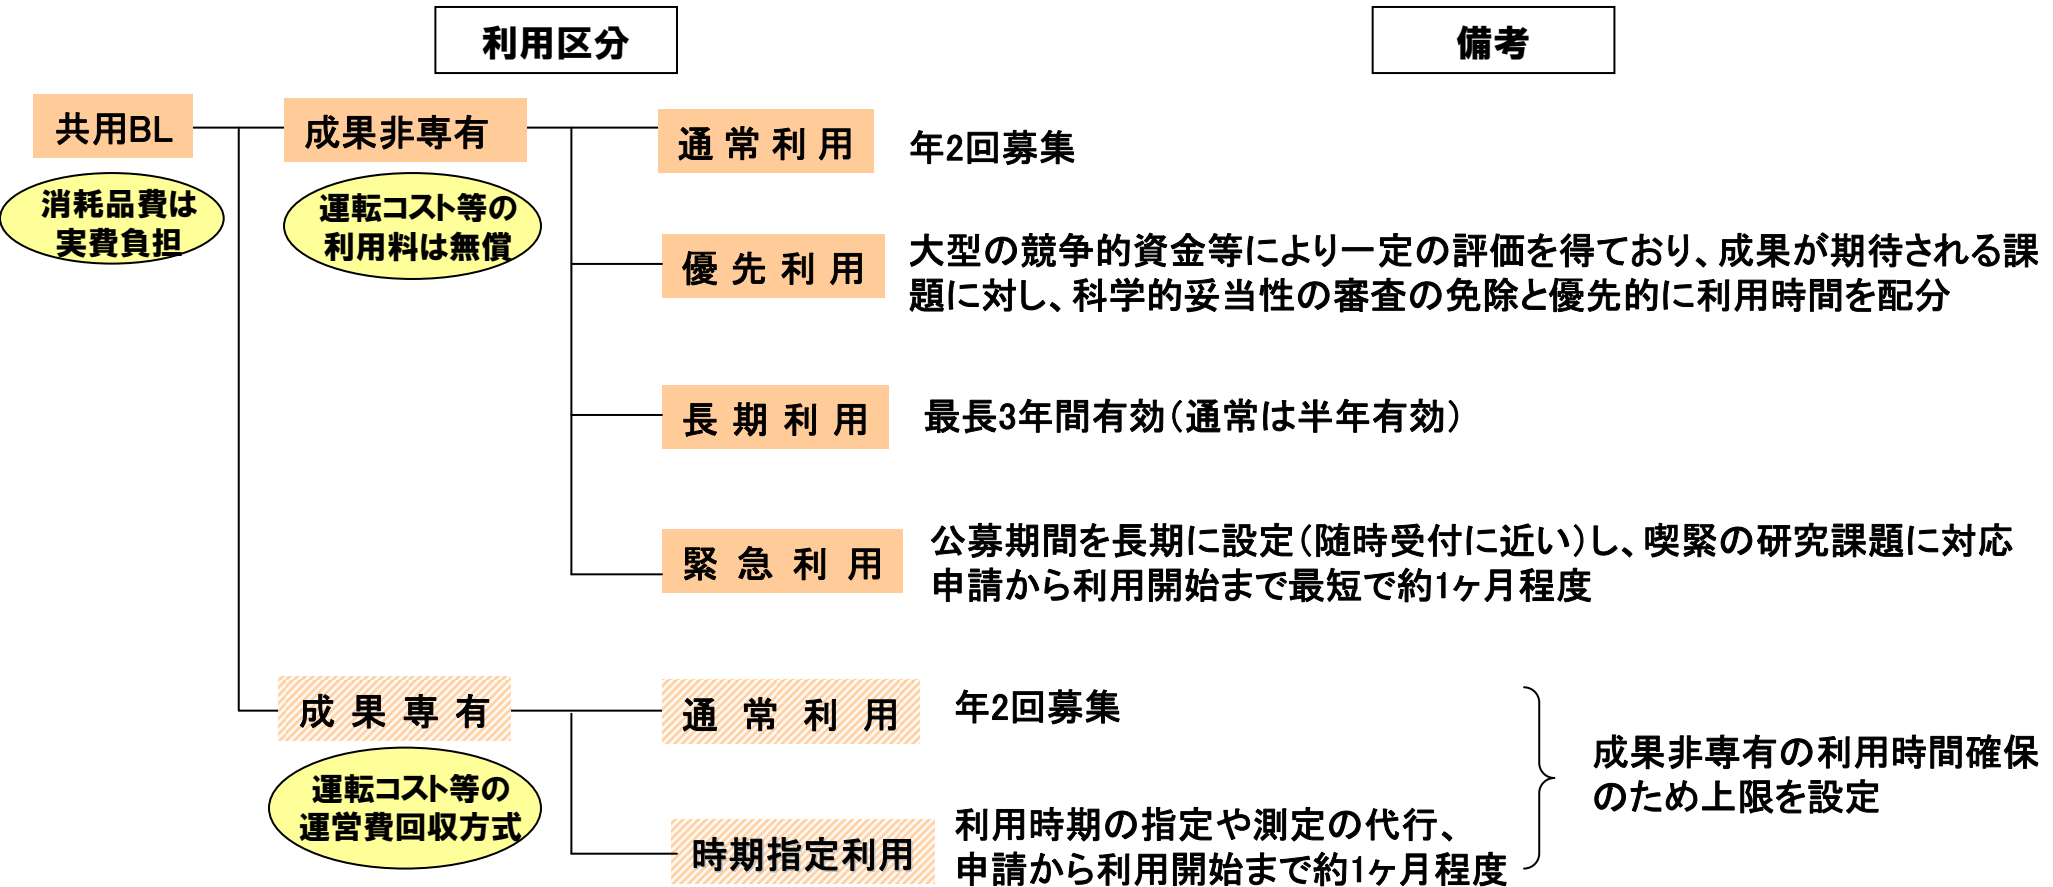 利用区分
備考
共用BL
消耗品費は
実費負担
成果非専有
運転コスト等の
利用料は無償
通常利用
年2回募集
優先利用
大型の競争的資金等により一定の評価を得ており、成果が期待される課
題に対し、科学的妥当性の審査の免除と優先的に利用時間を配分
長期利用
最長3年間有効（通常は半年有効）
緊急利用
公募期間を長期に設定（随時受付に近い）し、喫緊の研究課題に対応
申請から利用開始まで最短で約1ヶ月程度
成果専有
運転コスト等の
運営費回収方式
通常利用
年2回募集
時期指定利用
利用時期の指定や測定の代行、
申請から利用開始まで約1ヶ月程度
成果非専有の利用時間確保
のため上限を設定